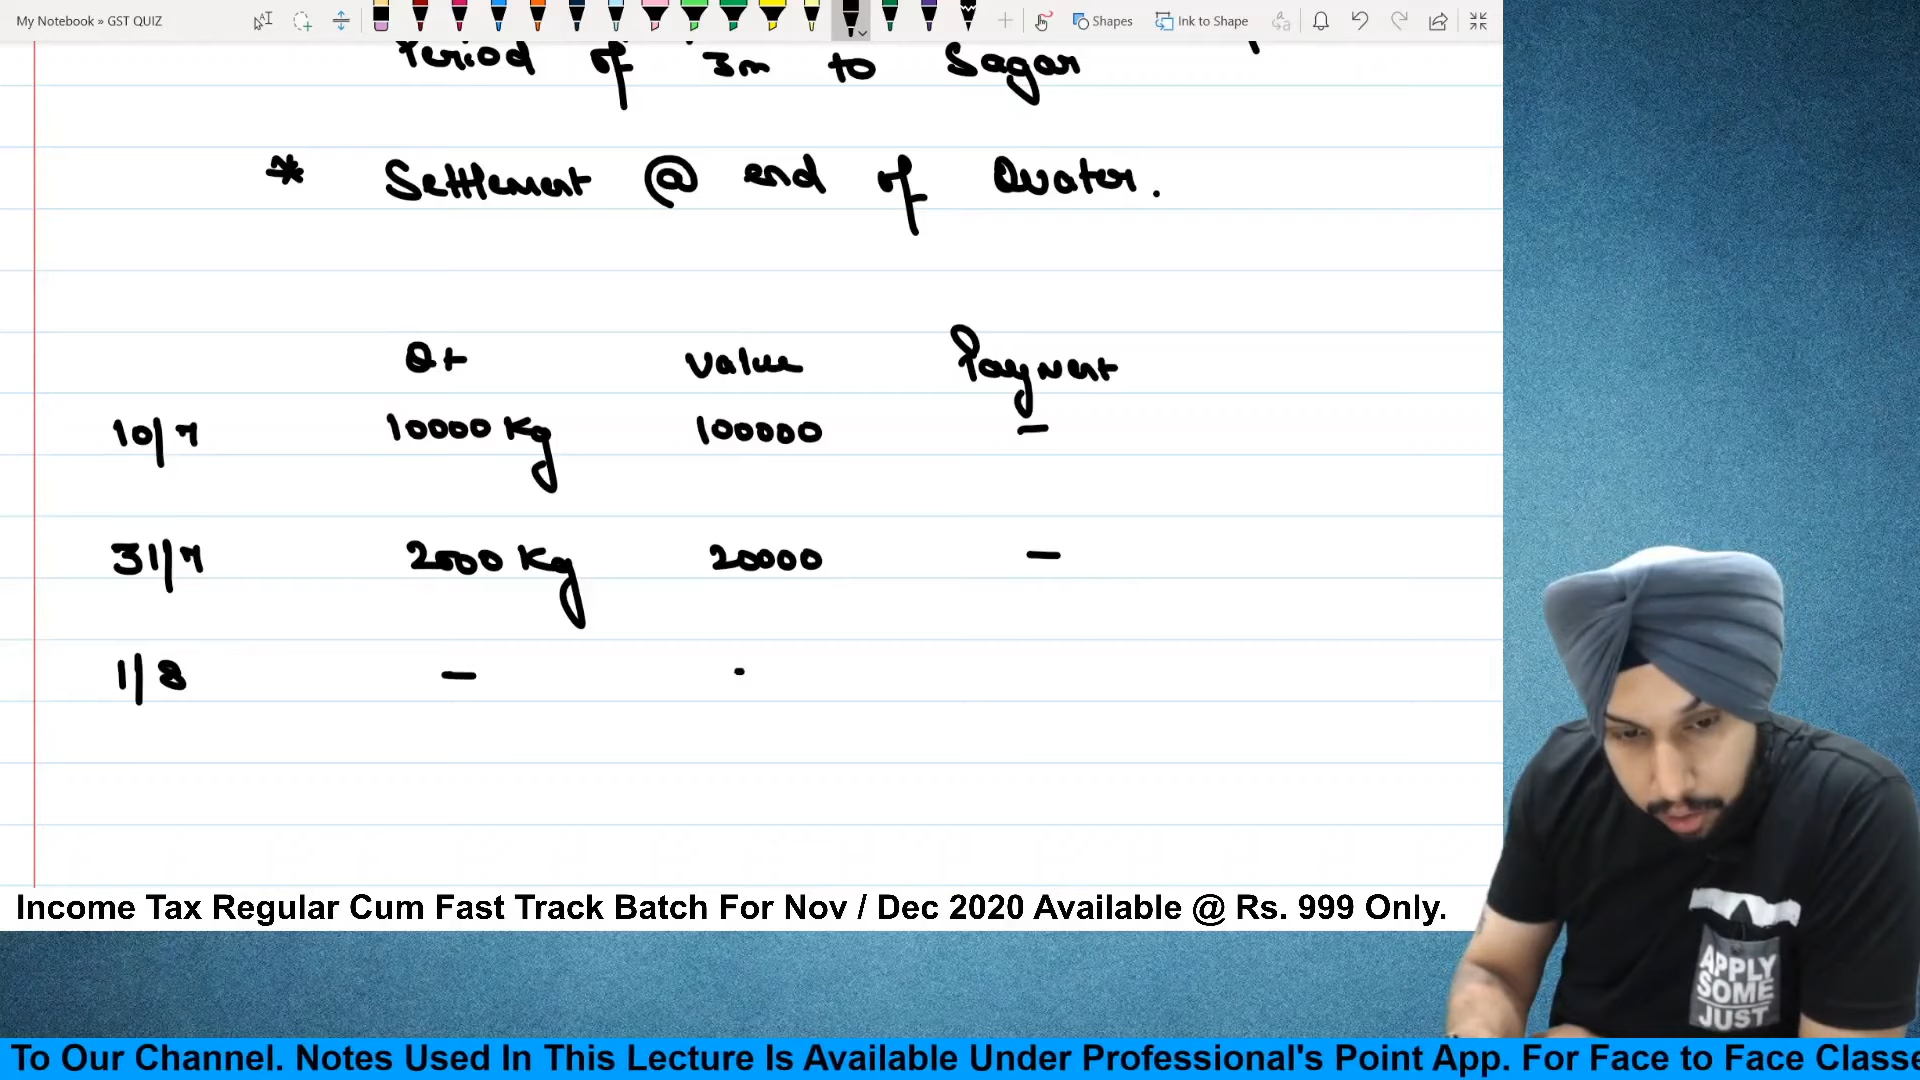 My Notebook » GST QUIZ
Shapes
Ink to Shape
Period of 3m to Sagar
* Settlement @ end of Quater.
Qt Value Payment
10/7 10000 Kg 100000 —
31/7 2000 Kg 20000 —
1/8 —
Income Tax Regular Cum Fast Track Batch For Nov / Dec 2020 Available @ Rs. 999 Only.
APPLY
SOME
JUST
To Our Channel. Notes Used In This Lecture Is Available Under Professional's Point App. For Face to Face Classe